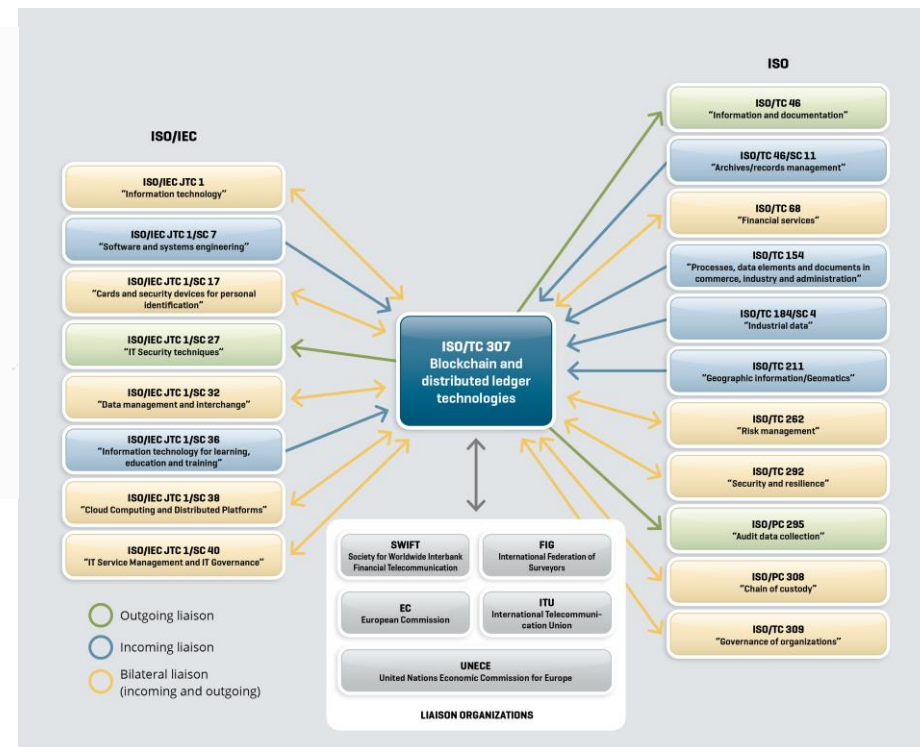 ISO/IEC
ISO/IEC JTC 1
"Information technology"
ISO/IEC JTC 1/SC 7
"Software and systems engineering"
ISO/IEC JTC 1/SC 17
"Cards and security devices for personal
identification"
ISO/IEC JTC 1/SC 27
"IT Security techniques"
ISO/IEC JTC 1/SC 32
"Data management and interchange"
ISO/IEC JTC 1/SC 36
"Information technology for learning,
education and training"
ISO/IEC JTC 1/SC 38
"Cloud Computing and Distributed Platforms"
ISO/IEC JTC 1/SC 40
"IT Service Management and IT Governance"
Outgoing liaison
Incoming liaison
Bilateral liaison
(incoming and outgoing)
ISO/TC 307
Blockchain and
distributed ledger
technologies
SWIFT
Society for Worldwide Interbank
Financial Telecommunication
FIG
International Federation of
Surveyors
EC
European Commission
ITU
International Telecommuni-
cation Union
UNECE
United Nations Economic Commission for Europe
LIAISON ORGANIZATIONS
ISO
ISO/TC 46
"Information and documentation"
ISO/TC 46/SC 11
"Archives/records management"
ISO/TC 68
"Financial services"
ISO/TC 154
"Processes, data elements and documents in
commerce, industry and administration"
ISO/TC 184/SC 4
"Industrial data"
ISO/TC 211
"Geographic information/Geomatics"
ISO/TC 262
"Risk management"
ISO/TC 292
"Security and resilience"
ISO/PC 295
"Audit data collection"
ISO/PC 308
"Chain of custody"
ISO/TC 309
"Governance of organizations"